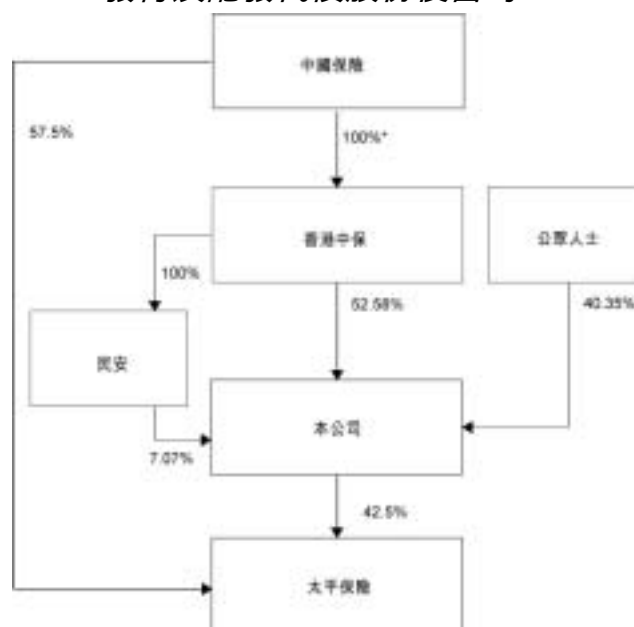 中國保險
57.5%
100%*
香港中保
公眾人士
100%
52.58%
40.35%
民安
本公司
7.07%
42.5%
太平保險